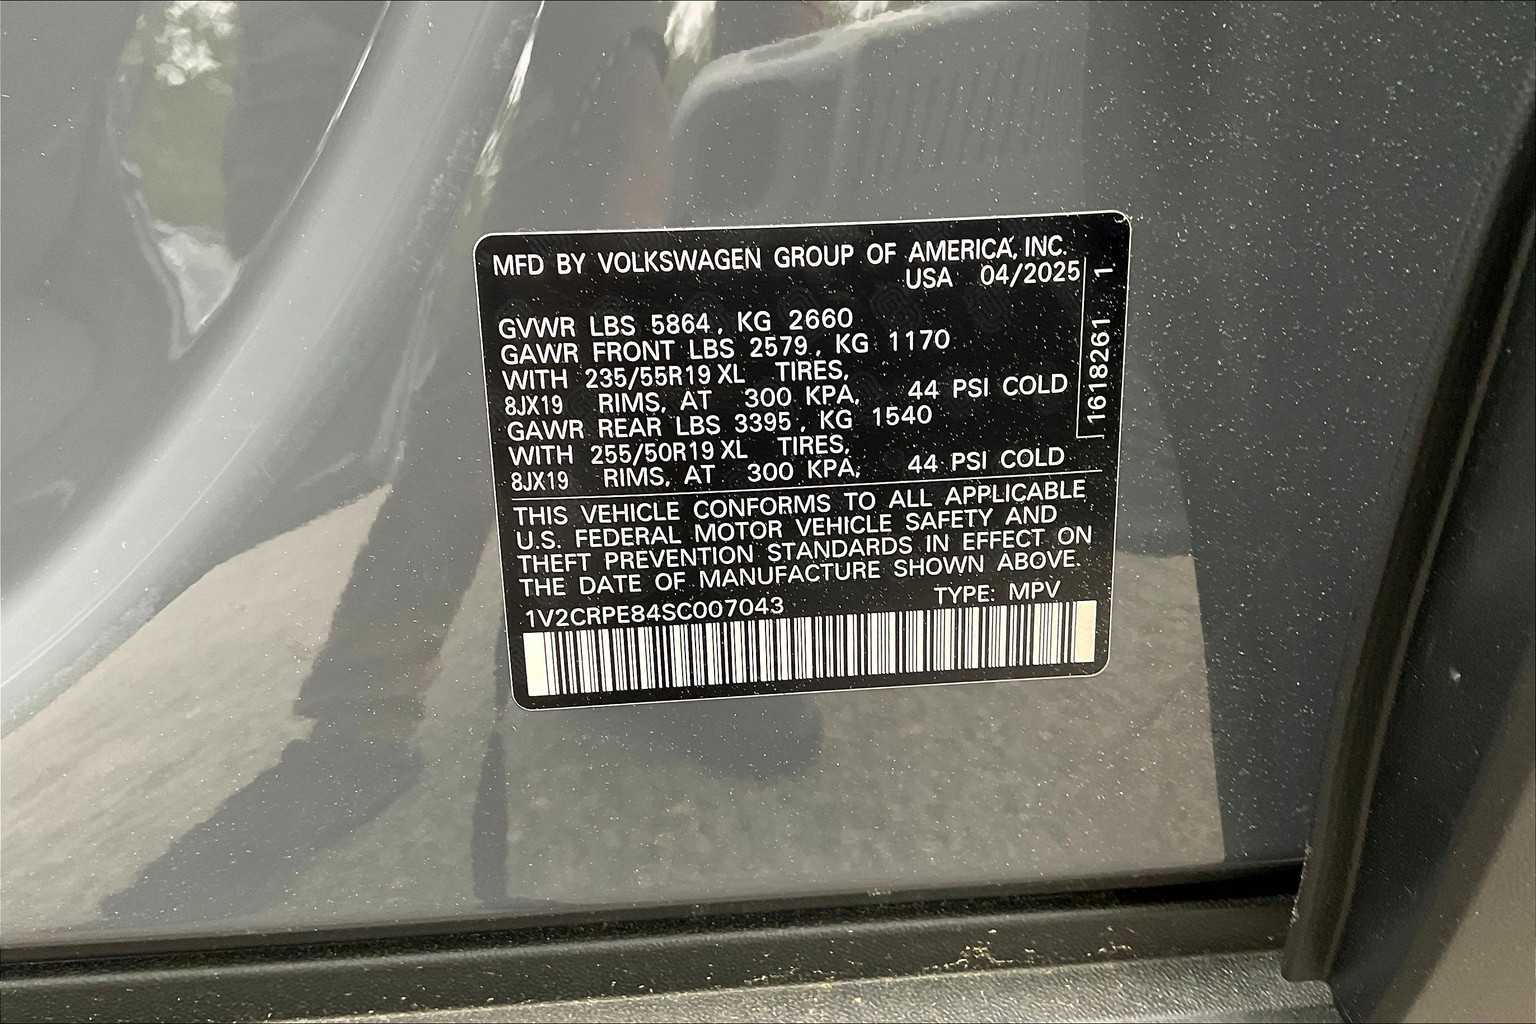 MFD BY VOLKSWAGEN GROUP OF AMERICA, INC.
USA 04/2025
GVWR LBS 5864, KG 2660
GAWR FRONT LBS 2579, KG 1170
WITH 235/55R19 XL TIRES,
8JX19 RIMS, AT 300 KPA, 44 PSI COLD
GAWR REAR LBS 3395, KG 1540
WITH 255/50R19 XL TIRES,
8JX19 RIMS, AT 300 KPA, 44 PSI COLD
1618261 1
THIS VEHICLE CONFORMS TO ALL APPLICABLE
U.S. FEDERAL MOTOR VEHICLE SAFETY AND
THEFT PREVENTION STANDARDS IN EFFECT ON
THE DATE OF MANUFACTURE SHOWN ABOVE.
1V2CRPE84SC007043 TYPE: MPV